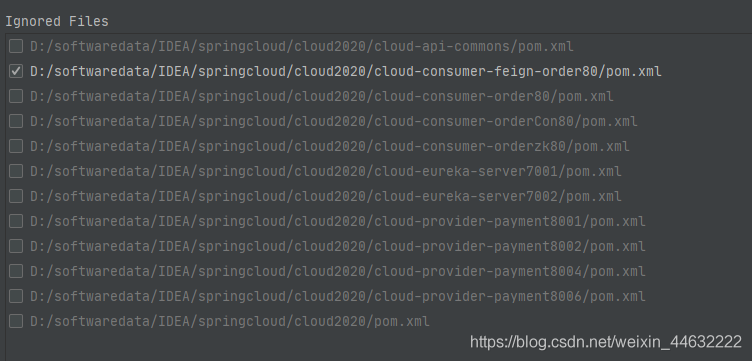 Ignored Files
D:/softwaredata/IDEA/springcloud/cloud2020/cloud-api-commons/pom.xml
D:/softwaredata/IDEA/springcloud/cloud2020/cloud-consumer-feign-order80/pom.xml
D:/softwaredata/IDEA/springcloud/cloud2020/cloud-consumer-order80/pom.xml
D:/softwaredata/IDEA/springcloud/cloud2020/cloud-consumer-orderCon80/pom.xml
D:/softwaredata/IDEA/springcloud/cloud2020/cloud-consumer-orderzk80/pom.xml
D:/softwaredata/IDEA/springcloud/cloud2020/cloud-eureka-server7001/pom.xml
D:/softwaredata/IDEA/springcloud/cloud2020/cloud-eureka-server7002/pom.xml
D:/softwaredata/IDEA/springcloud/cloud2020/cloud-provider-payment8001/pom.xml
D:/softwaredata/IDEA/springcloud/cloud2020/cloud-provider-payment8002/pom.xml
D:/softwaredata/IDEA/springcloud/cloud2020/cloud-provider-payment8004/pom.xml
D:/softwaredata/IDEA/springcloud/cloud2020/cloud-provider-payment8006/pom.xml
D:/softwaredata/IDEA/springcloud/cloud2020/pom.xml
https://blog.csdn.net/weixin_44632222